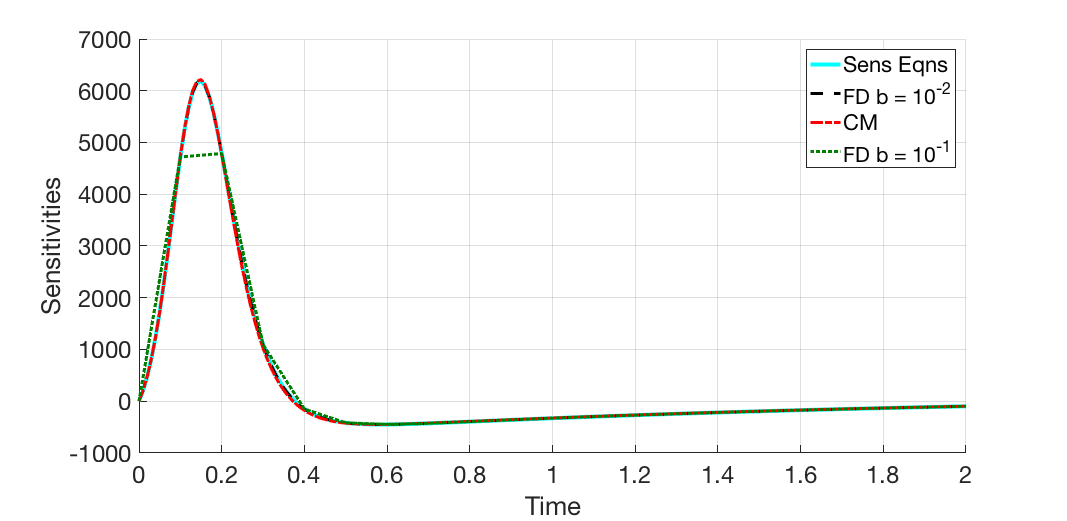 7000
6000
5000
4000
3000
2000
1000
0
-1000
Sensitivities
0 0.2 0.4 0.6 0.8 1 1.2 1.4 1.6 1.8 2
Time
Sens Eqns
FD b = 10^-2
CM
FD b = 10^-1